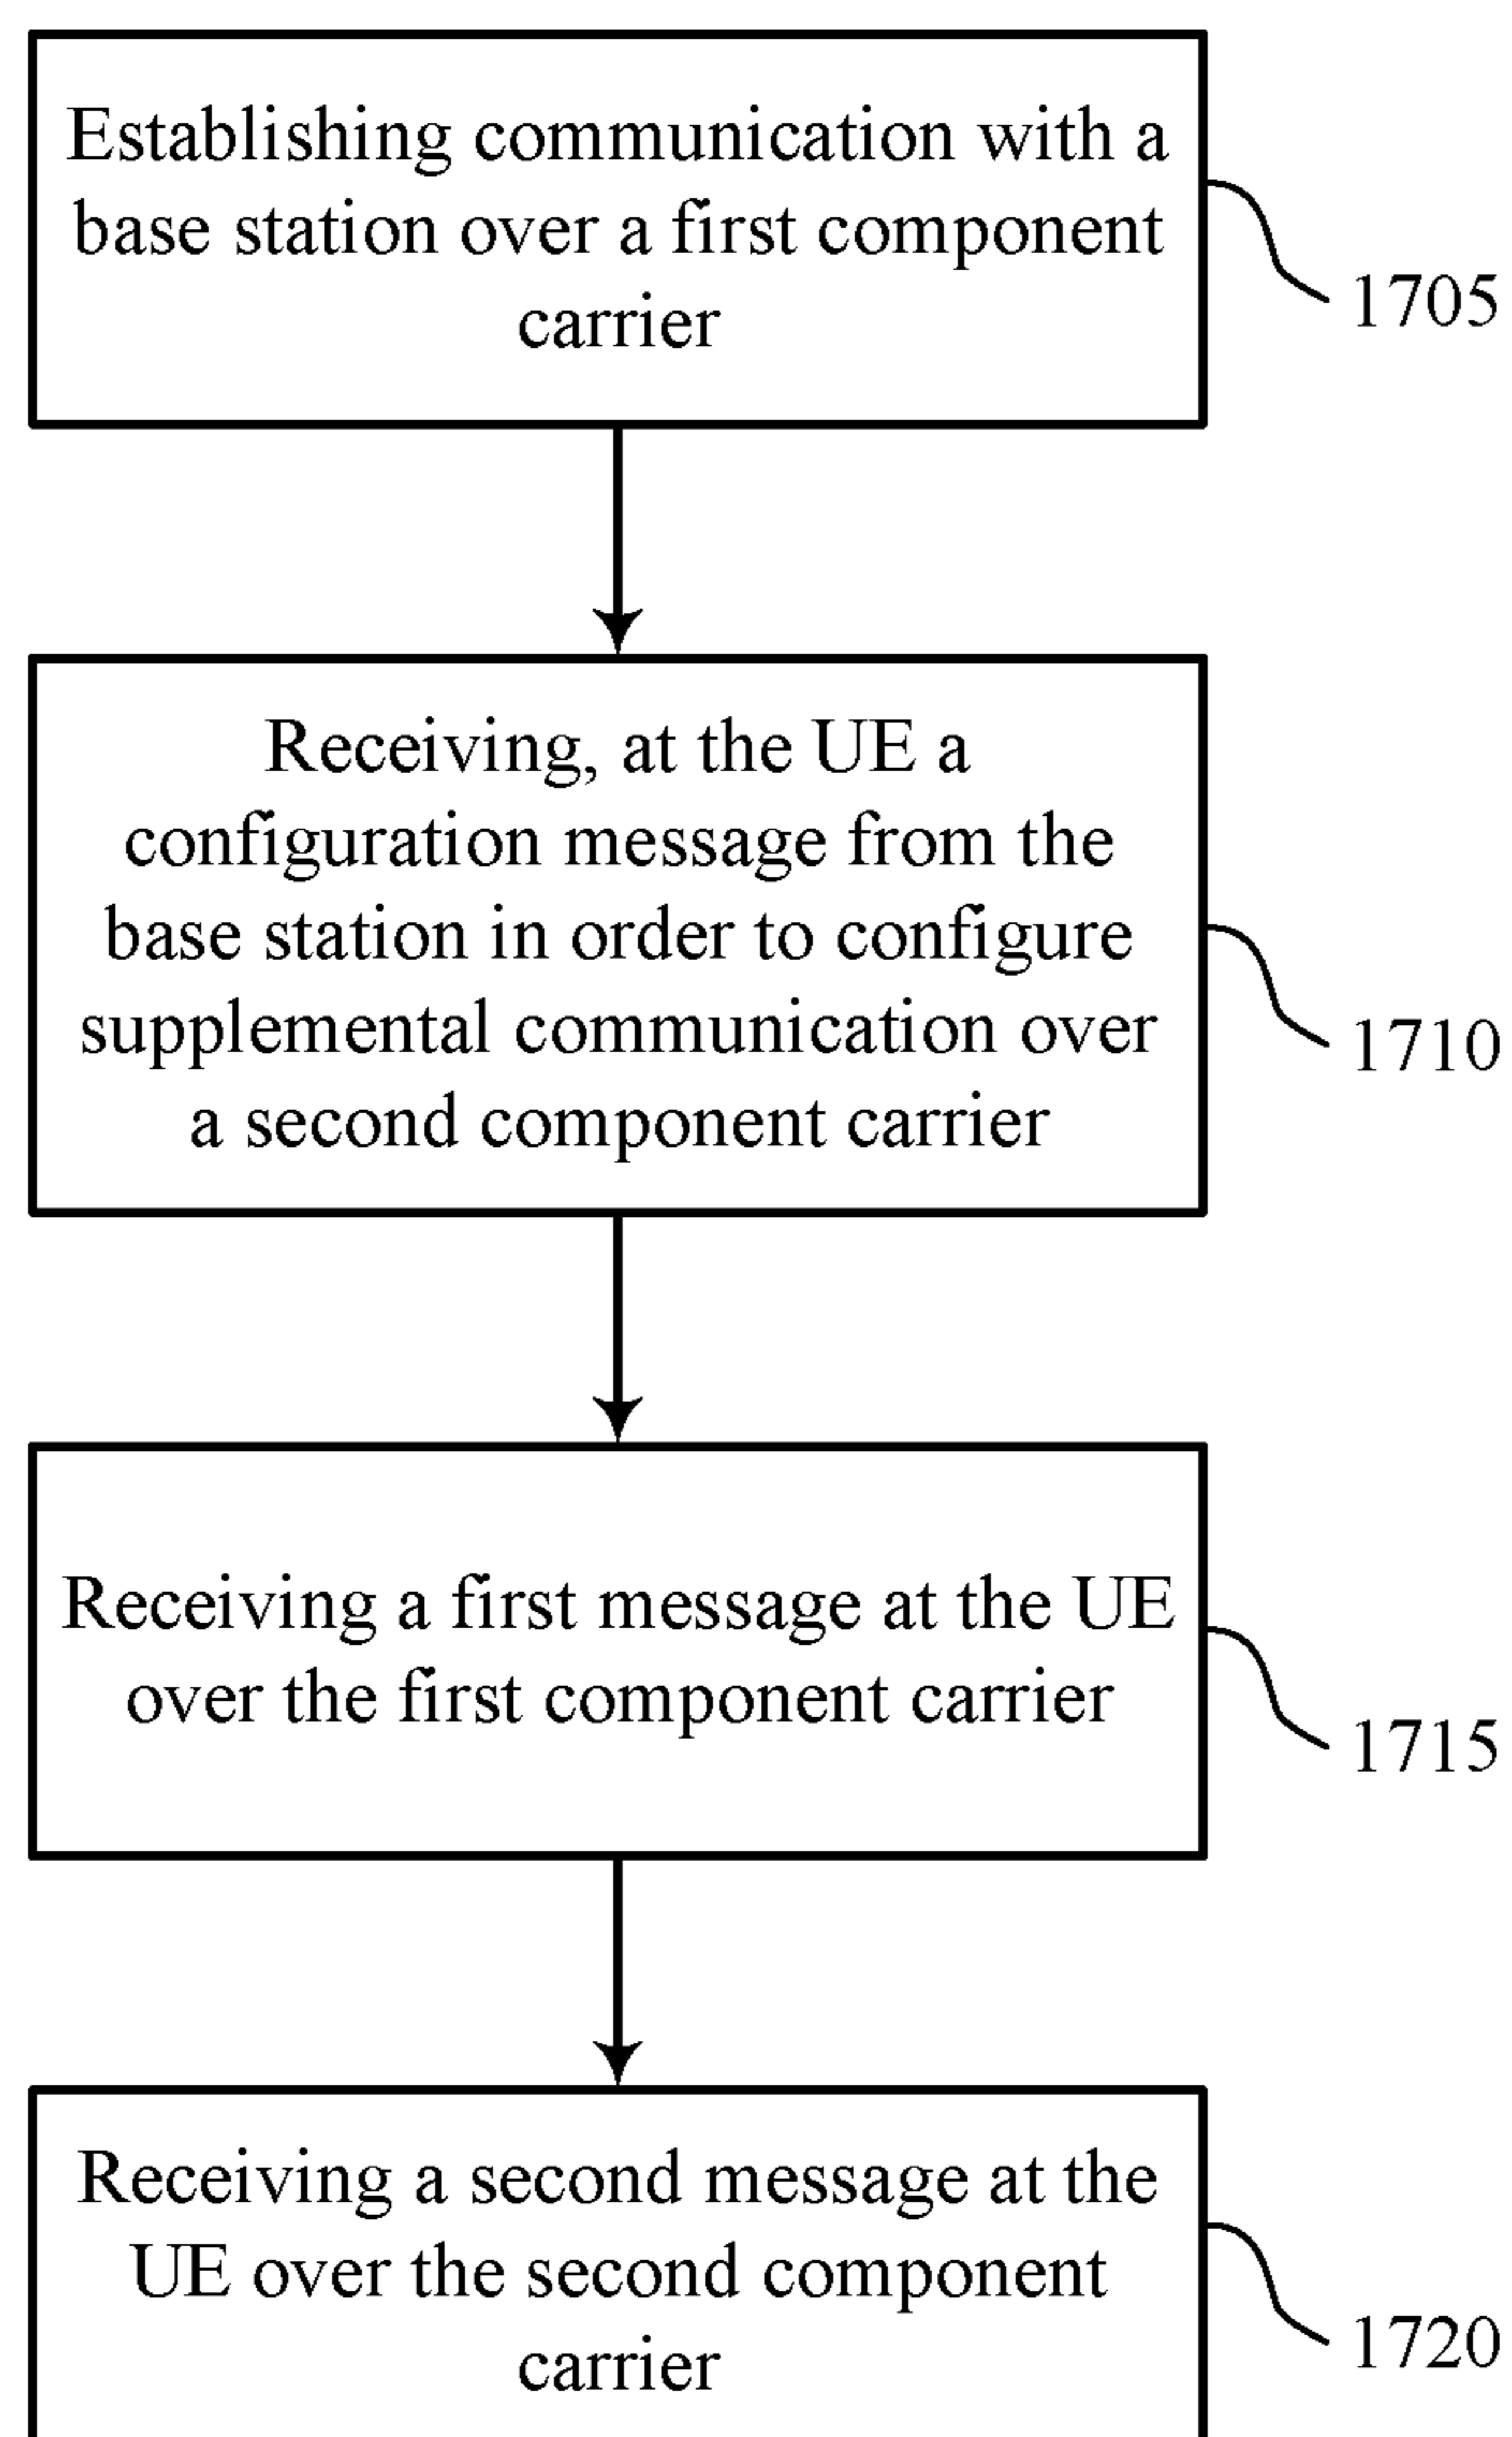 Establishing communication with a
base station over a first component
carrier
1705
Receiving, at the UE a
configuration message from the
base station in order to configure
supplemental communication over
a second component carrier
1710
Receiving a first message at the UE
over the first component carrier
1715
Receiving a second message at the
UE over the second component
carrier
1720